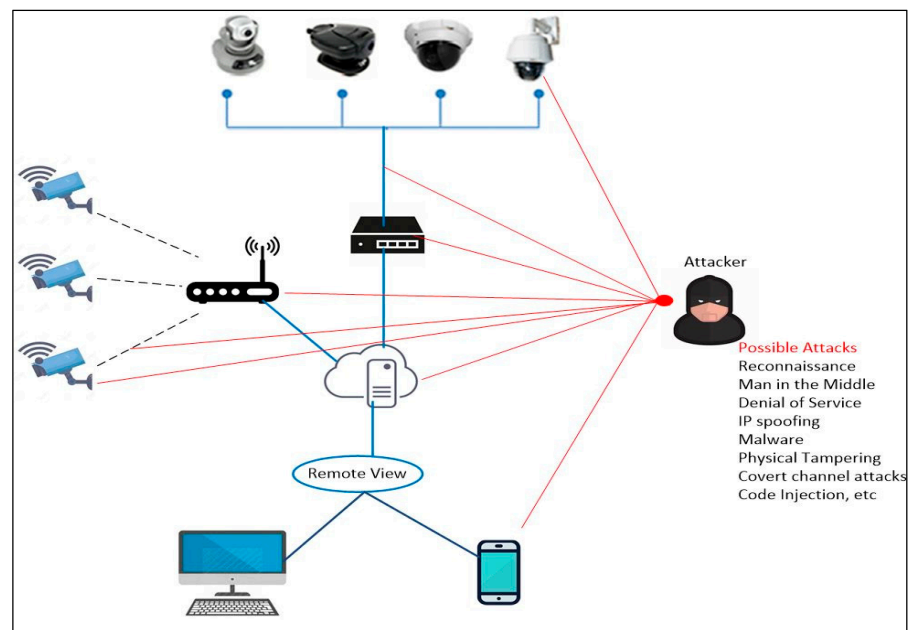 Attacker
Possible Attacks
Reconnaissance
Man in the Middle
Denial of Service
IP spoofing
Malware
Physical Tampering
Covert channel attacks
Code Injection, etc
Remote View